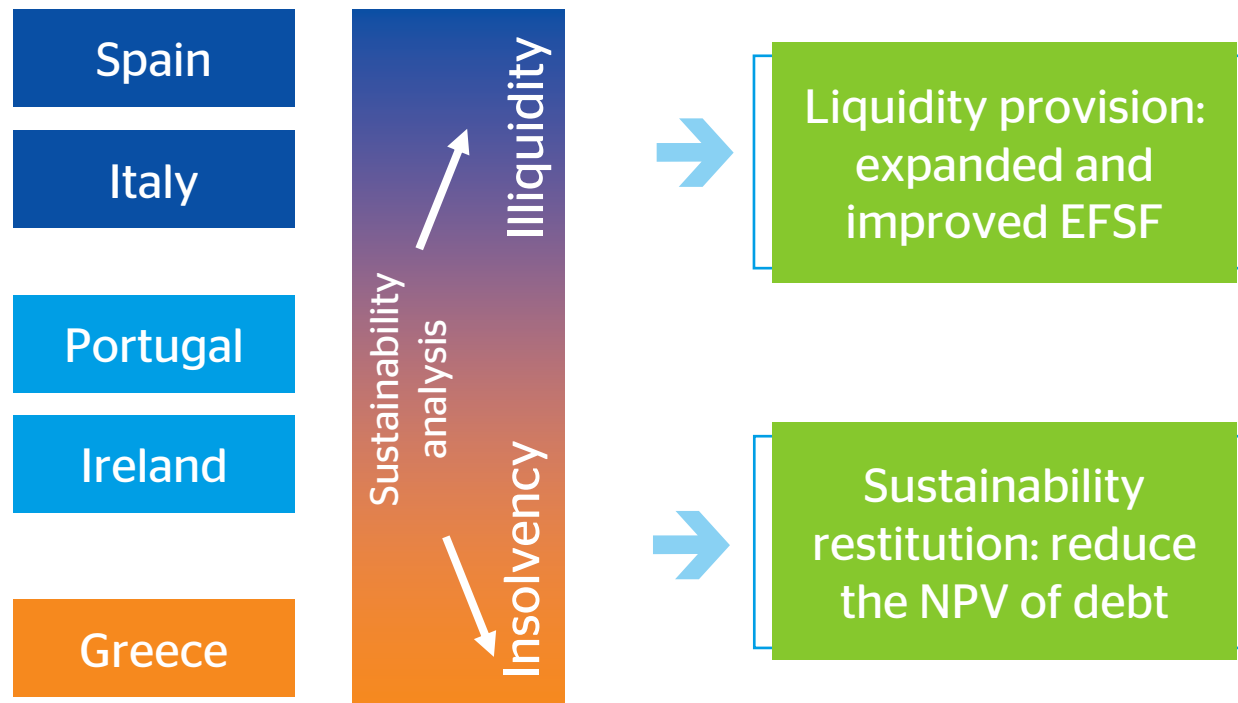 Spain
Italy
Portugal
Ireland
Greece
Sustainability
analysis
Illiquidity
Insolvency
Liquidity provision:
expanded and
improved EFSF
Sustainability
restitution: reduce
the NPV of debt